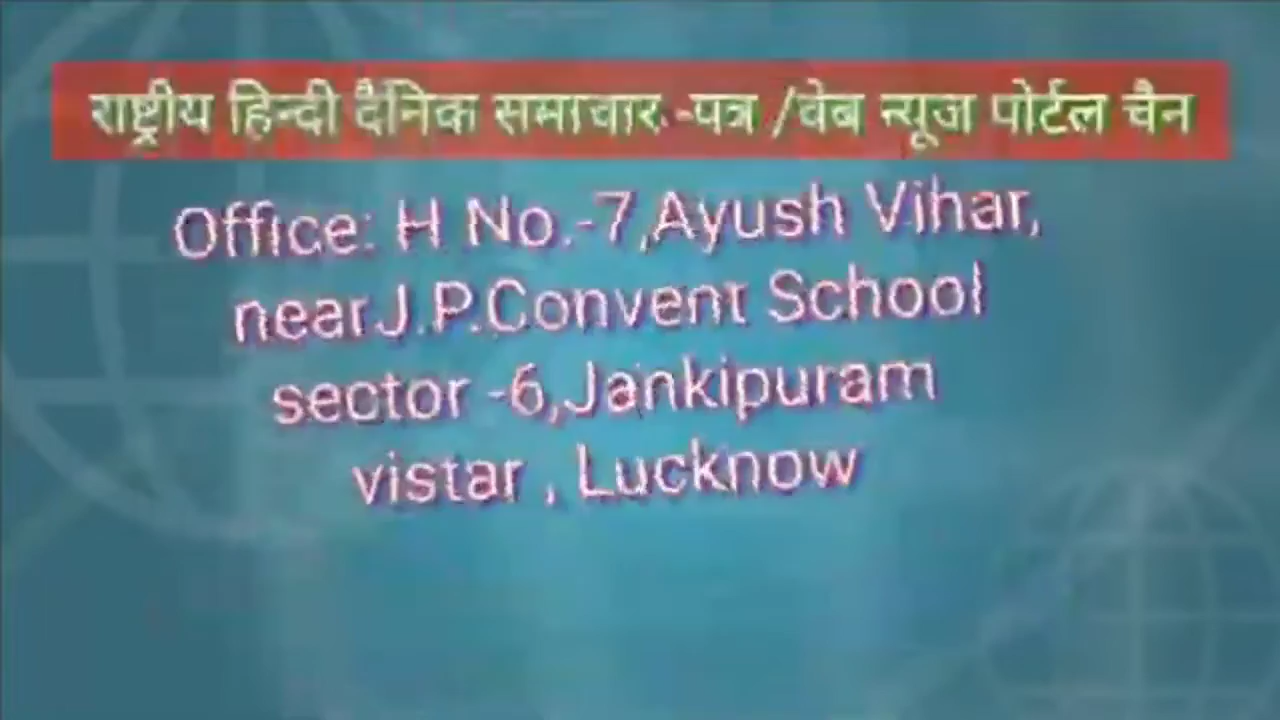 राष्ट्रीय हिन्दी दैनिक समाचार -पत्र /वेब न्यूज पोर्टल चैन
Office: H No.-7,Ayush Vihar,
near J.P.Convent School
sector -6,Jankipuram
vistar , Lucknow